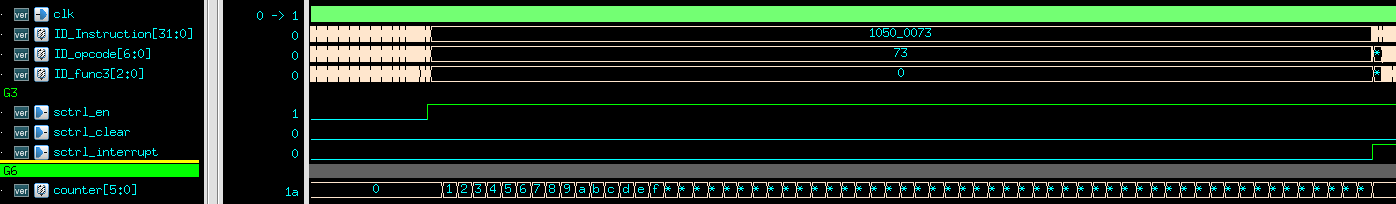 ver clk 0 -> 1
ver ID_Instruction[31:0] 0 1050_0073
ver ID_opcode[6:0] 0 73 *
ver ID_func3[2:0] 0 0 *
G3
ver sctrl_en 1
ver sctrl_clear 0
ver sctrl_interrupt 0
G6
ver counter[5:0] 1a 0 1 2 3 4 5 6 7 8 9 a b c d e f * * * * * * * * * * * * * * * * * * * * * * * * * * * * * * * * * * * * * * * * * * * * * * * *